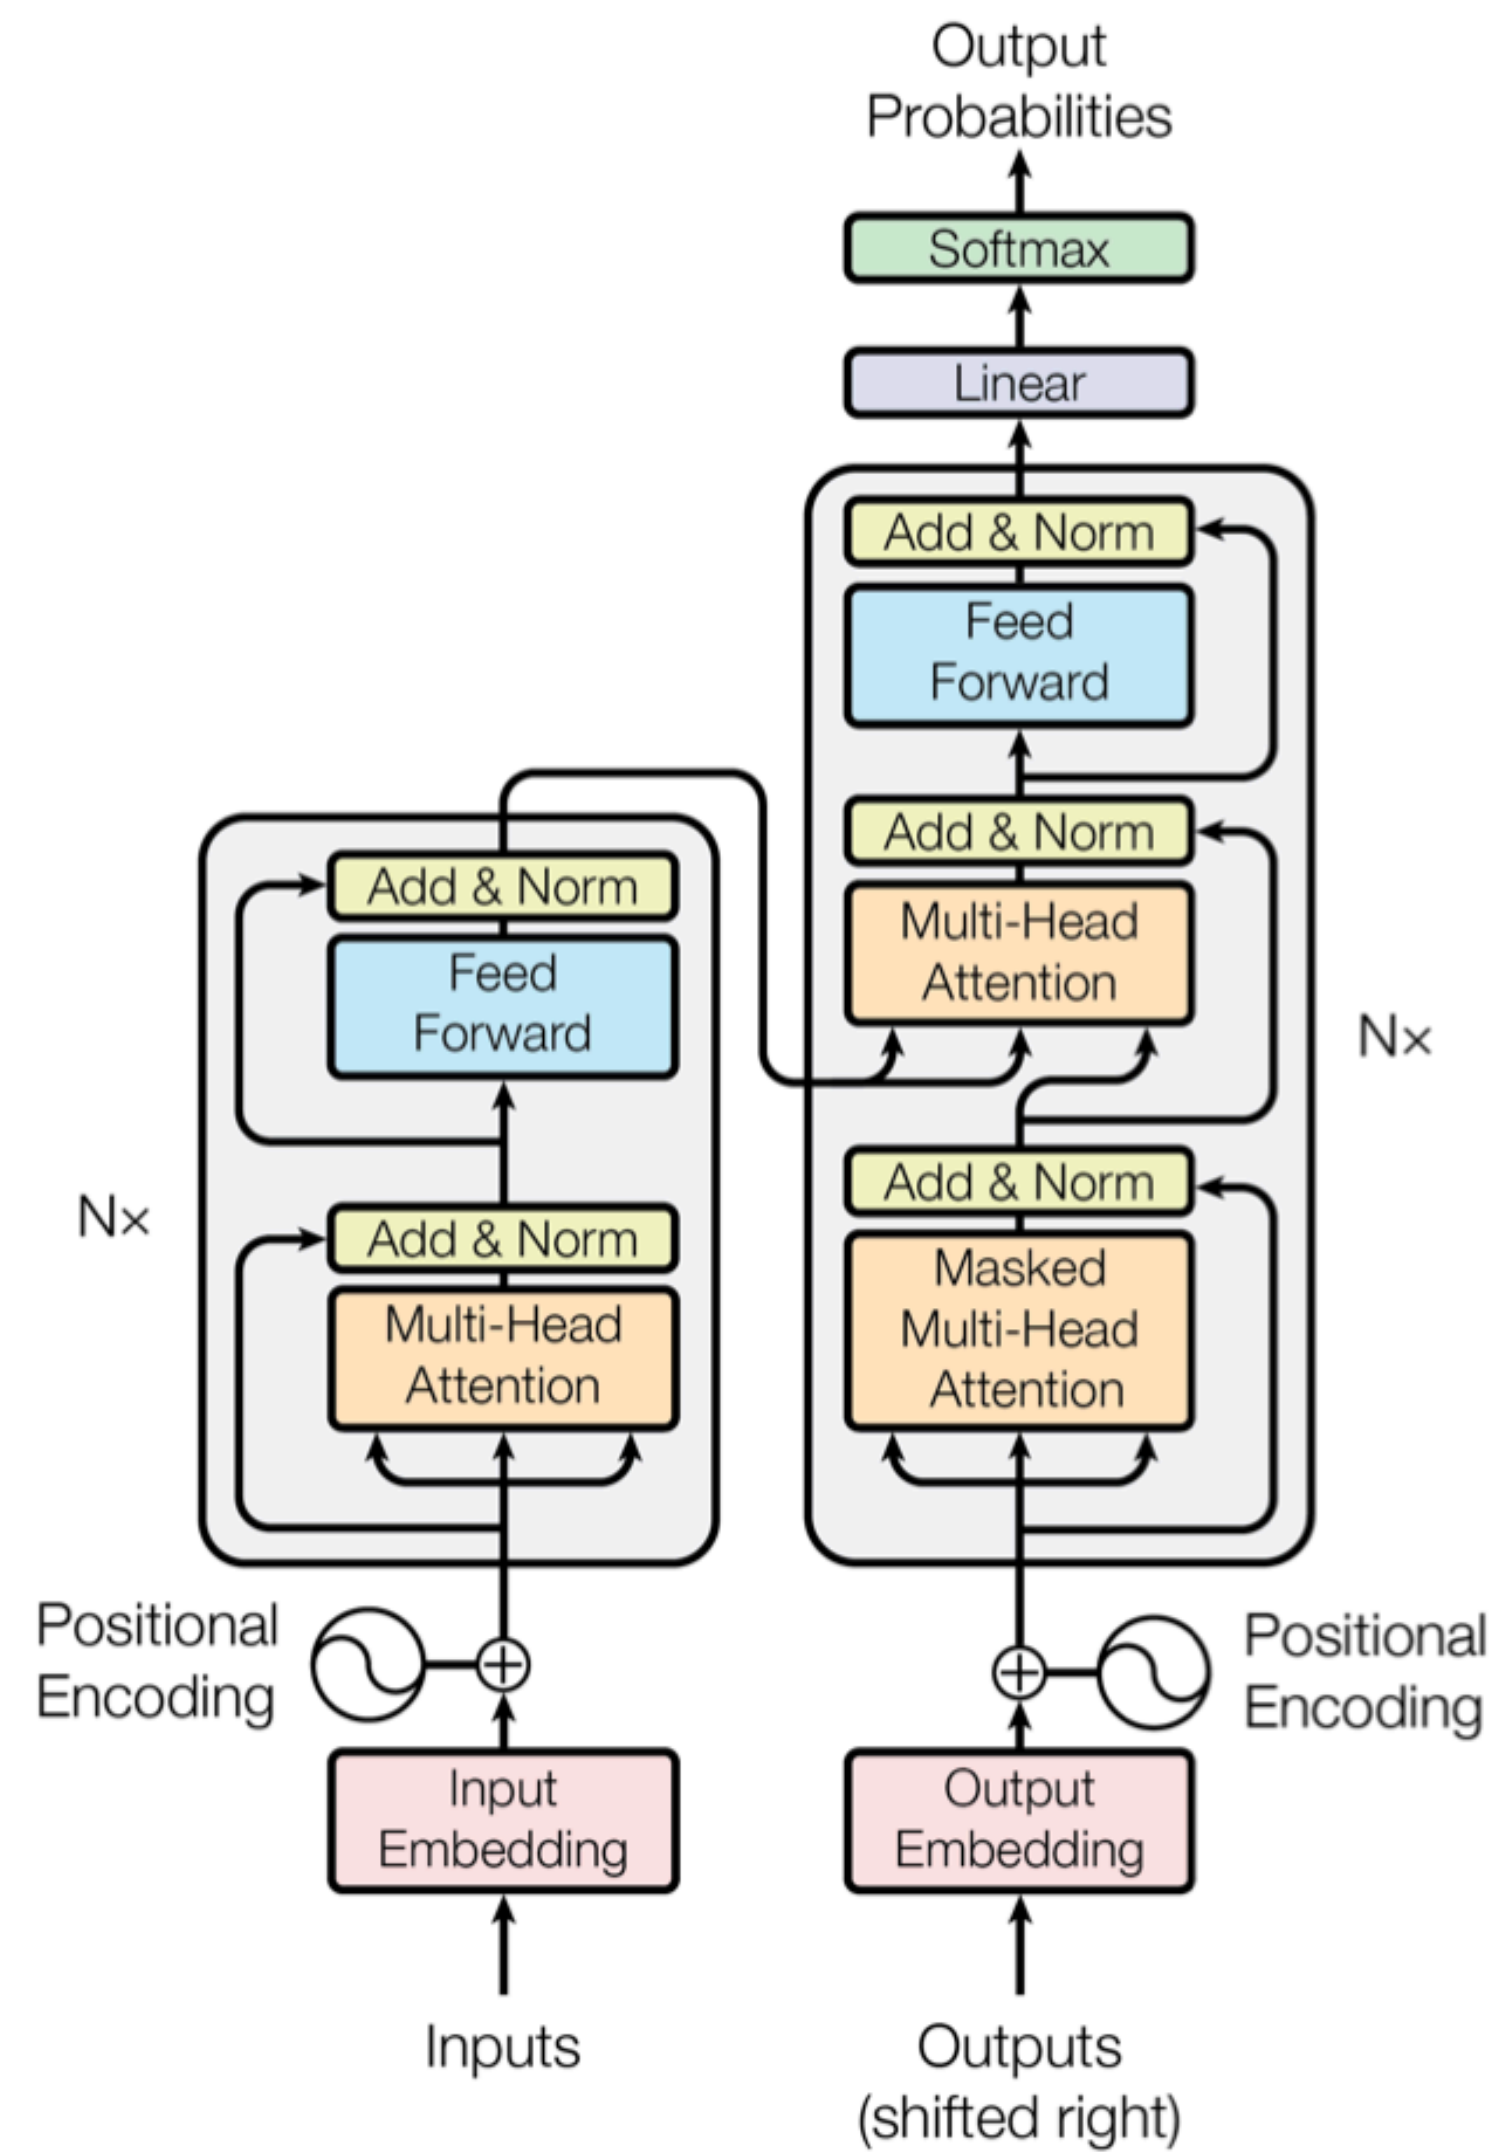 Output
Probabilities
Softmax
Linear
Add & Norm
Feed
Forward
Add & Norm
Multi-Head
Attention
Add & Norm
Masked
Multi-Head
Attention
Nx
Add & Norm
Feed
Forward
Add & Norm
Multi-Head
Attention
Nx
Positional
Encoding
Positional
Encoding
Input
Embedding
Output
Embedding
Inputs
Outputs
(shifted right)